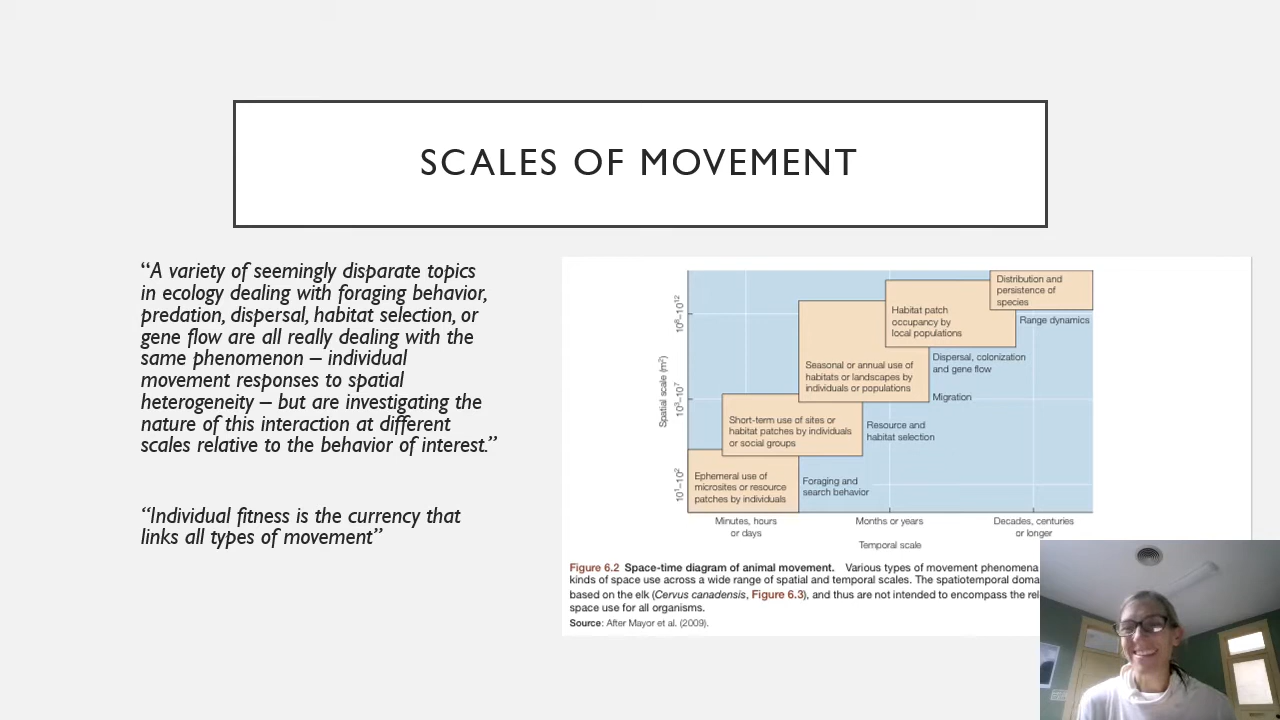 SCALES OF MOVEMENT
“A variety of seemingly disparate topics
in ecology dealing with foraging behavior,
predation, dispersal, habitat selection, or
gene flow are all really dealing with the
same phenomenon – individual
movement responses to spatial
heterogeneity – but are investigating the
nature of this interaction at different
scales relative to the behavior of interest.”
“Individual fitness is the currency that
links all types of movement”
Spatial scale (m²)
10⁸–10¹²
10³–10⁷
10¹–10²
Distribution and
persistence of
species
Range dynamics
Habitat patch
occupancy by
local populations
Dispersal, colonization
and gene flow
Seasonal or annual use of
habitats or landscapes by
individuals or populations
Migration
Short-term use of sites or
habitat patches by individuals
or social groups
Resource and
habitat selection
Ephemeral use of
microsites or resource
patches by individuals
Foraging and
search behavior
Minutes, hours
or days
Months or years
Decades, centuries
or longer
Temporal scale
Figure 6.2 Space-time diagram of animal movement. Various types of movement phenomena
kinds of space use across a wide range of spatial and temporal scales. The spatiotemporal doma
based on the elk (Cervus canadensis, Figure 6.3), and thus are not intended to encompass the rel
space use for all organisms.
Source: After Mayor et al. (2009).